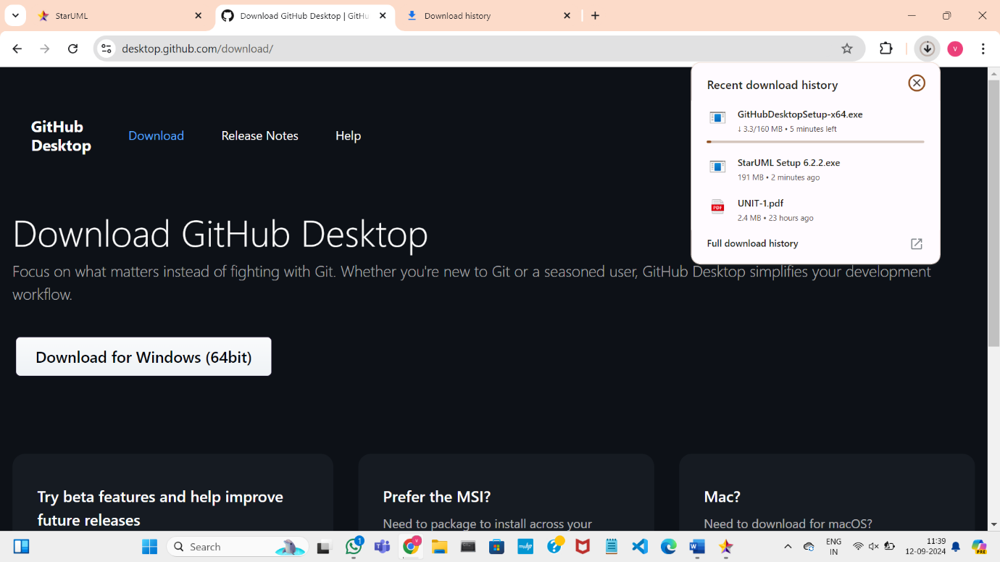 StarUML
Download GitHub Desktop | GitHu
Download history
desktop.github.com/download/
V
Recent download history
GitHubDesktopSetup-x64.exe
↓ 3.3/160 MB • 5 minutes left
StarUML Setup 6.2.2.exe
191 MB • 2 minutes ago
UNIT-1.pdf
2.4 MB • 23 hours ago
Full download history
GitHub
Desktop
Download
Release Notes
Help
Download GitHub Desktop
Focus on what matters instead of fighting with Git. Whether you're new to Git or a seasoned user, GitHub Desktop simplifies your development
workflow.
Download for Windows (64bit)
Try beta features and help improve
future releases
Prefer the MSI?
Need to package to install across your
Mac?
Need to download for macOS?
Search
1
ENG
IN
11:39
12-09-2024
PRE